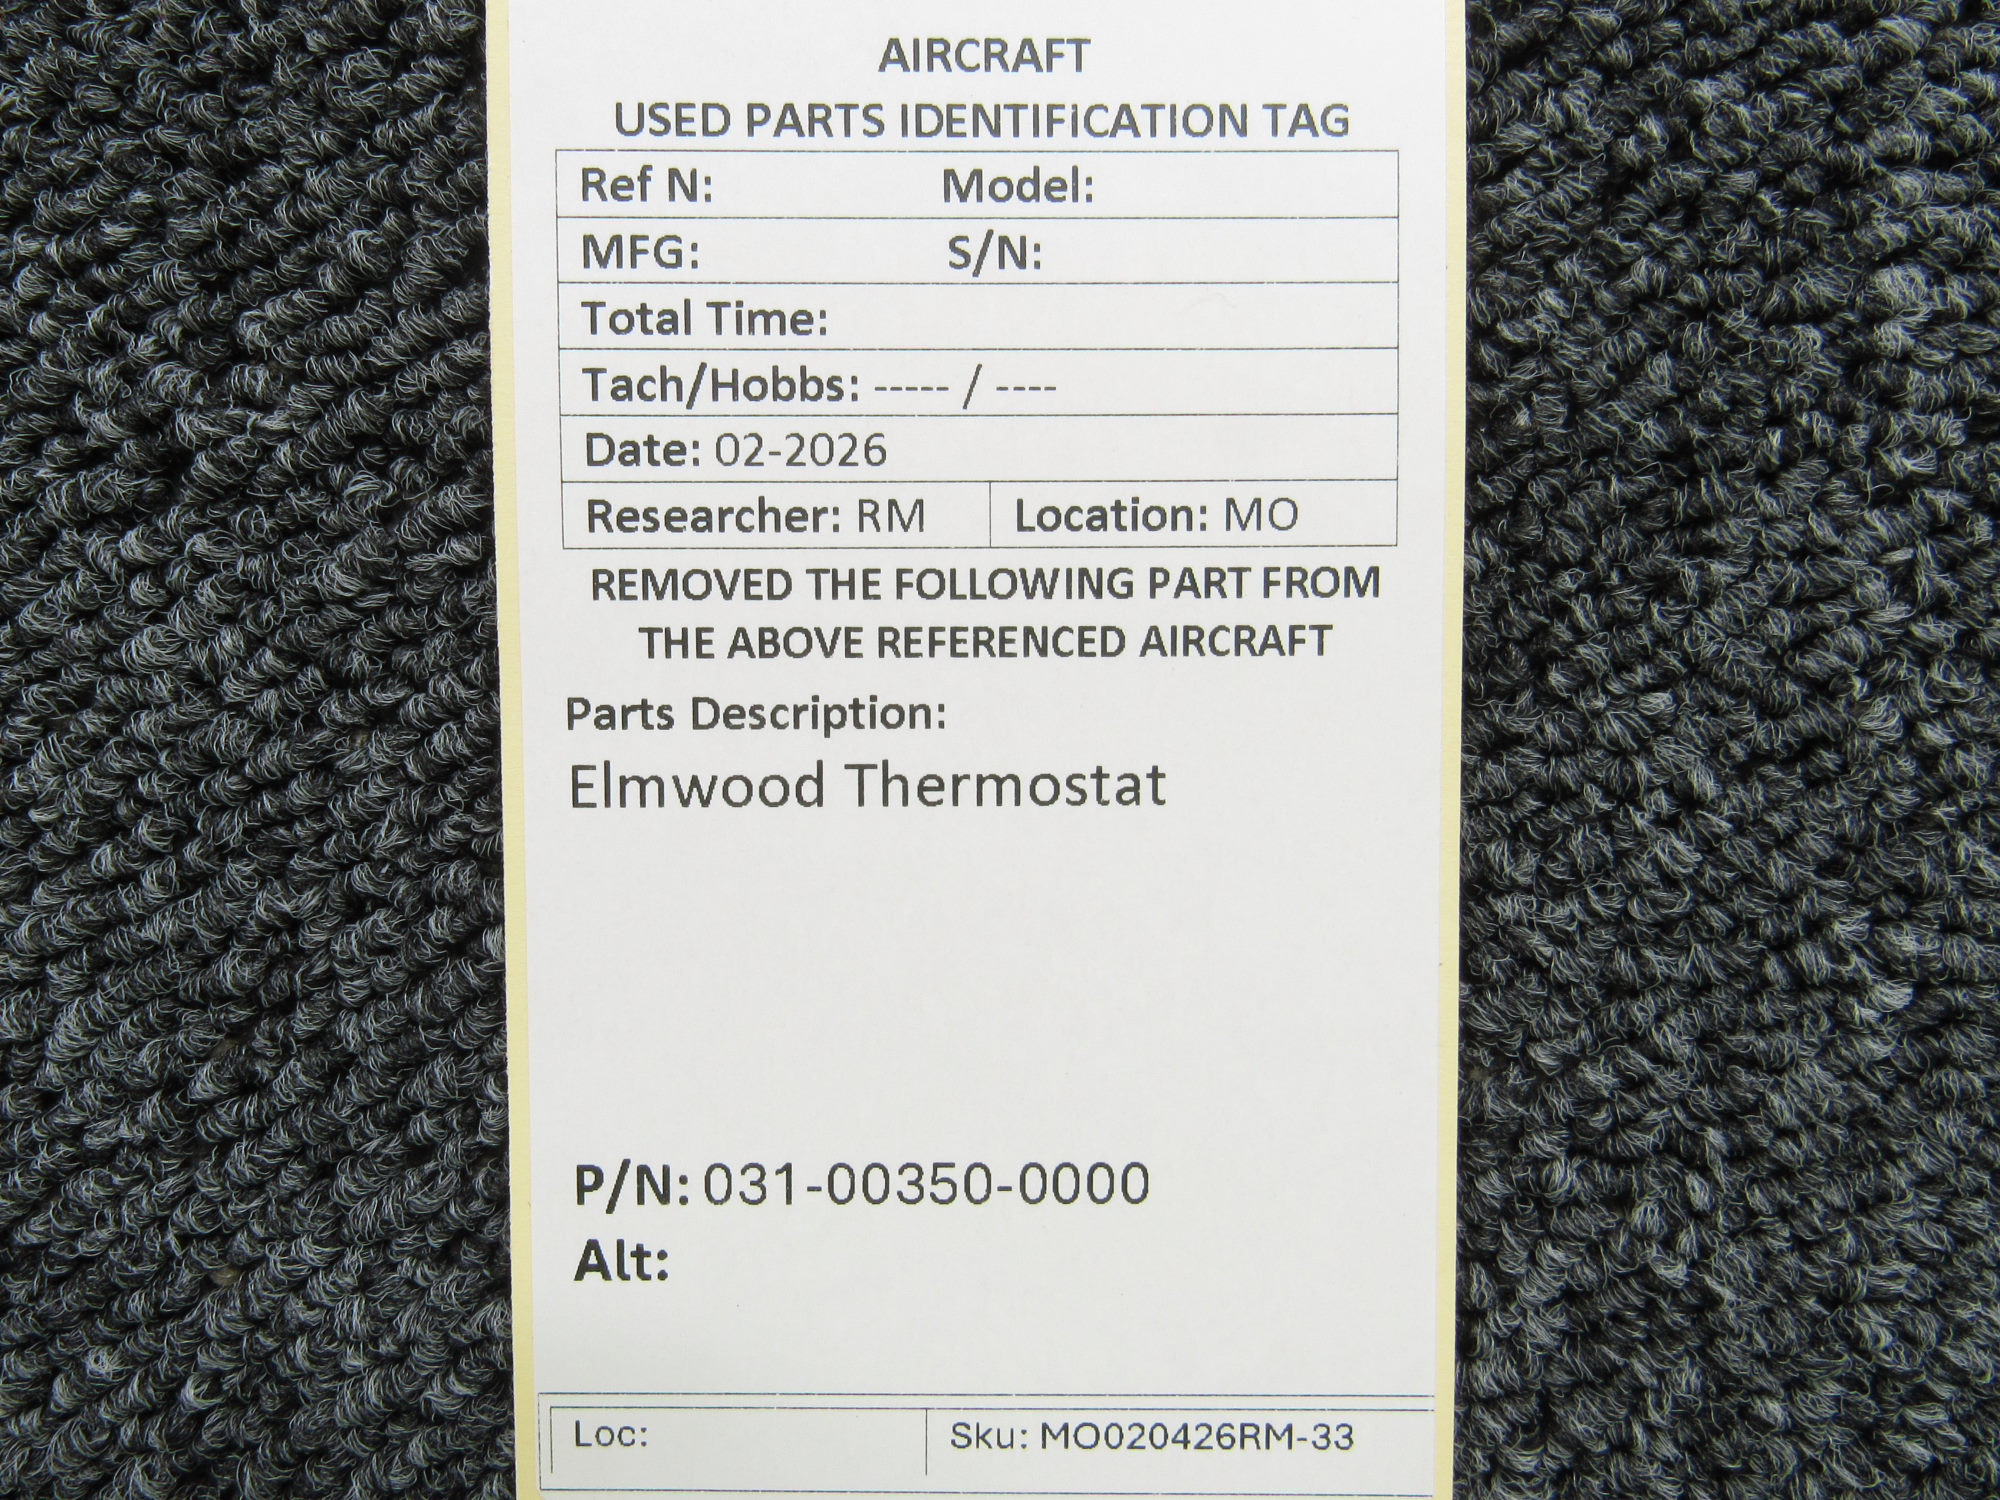 AIRCRAFT
USED PARTS IDENTIFICATION TAG
Ref N: Model:
MFG: S/N:
Total Time:
Tach/Hobbs: ----- / ----
Date: 02-2026
Researcher: RM Location: MO
REMOVED THE FOLLOWING PART FROM
THE ABOVE REFERENCED AIRCRAFT
Parts Description:
Elmwood Thermostat
P/N: 031-00350-0000
Alt:
Loc: Sku: MO020426RM-33